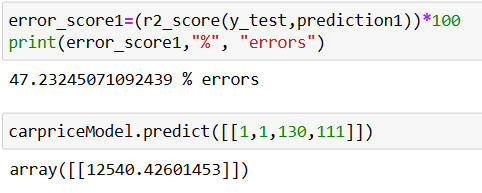 error_score1=(r2_score(y_test,prediction1))*100
print(error_score1,"%", "errors")
47.23245071092439 % errors
carpriceModel.predict([[1,1,130,111]])
array([[12540.42601453]])